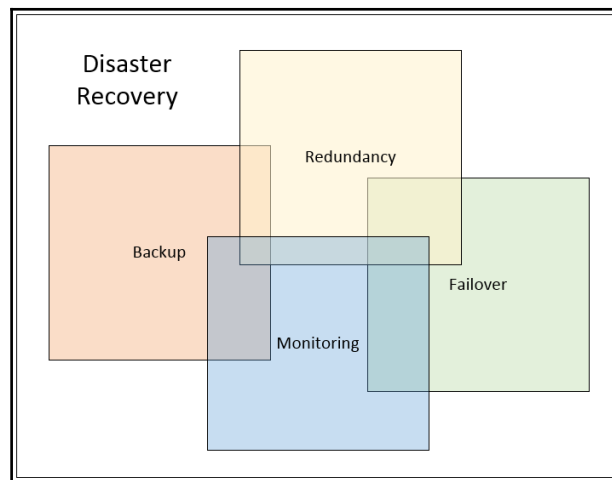 Disaster
Recovery
Redundancy
Backup
Failover
Monitoring